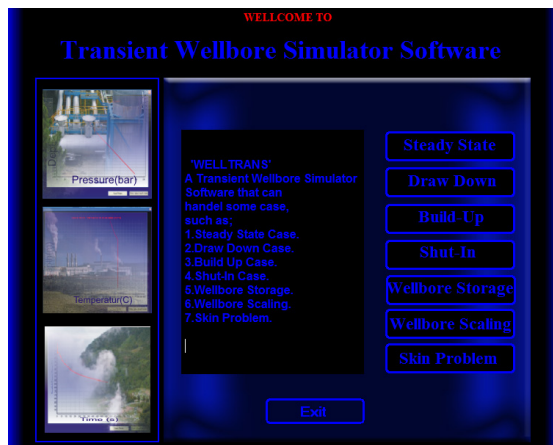 WELLCOME TO
Transient Wellbore Simulator Software
Pressure(bar)
Temperatur(C)
Time (s)
"WELLTRANS"
A Transient Wellbore Simulator
Software that can
handel some case,
such as;
1.Steady State Case.
2.Draw Down Case.
3.Build Up Case.
4.Shut-In Case.
5.Wellbore Storage.
6.Wellbore Scaling.
7.Skin Problem.
Steady State
Draw Down
Build-Up
Shut-In
Wellbore Storage
Wellbore Scaling
Skin Problem
Exit